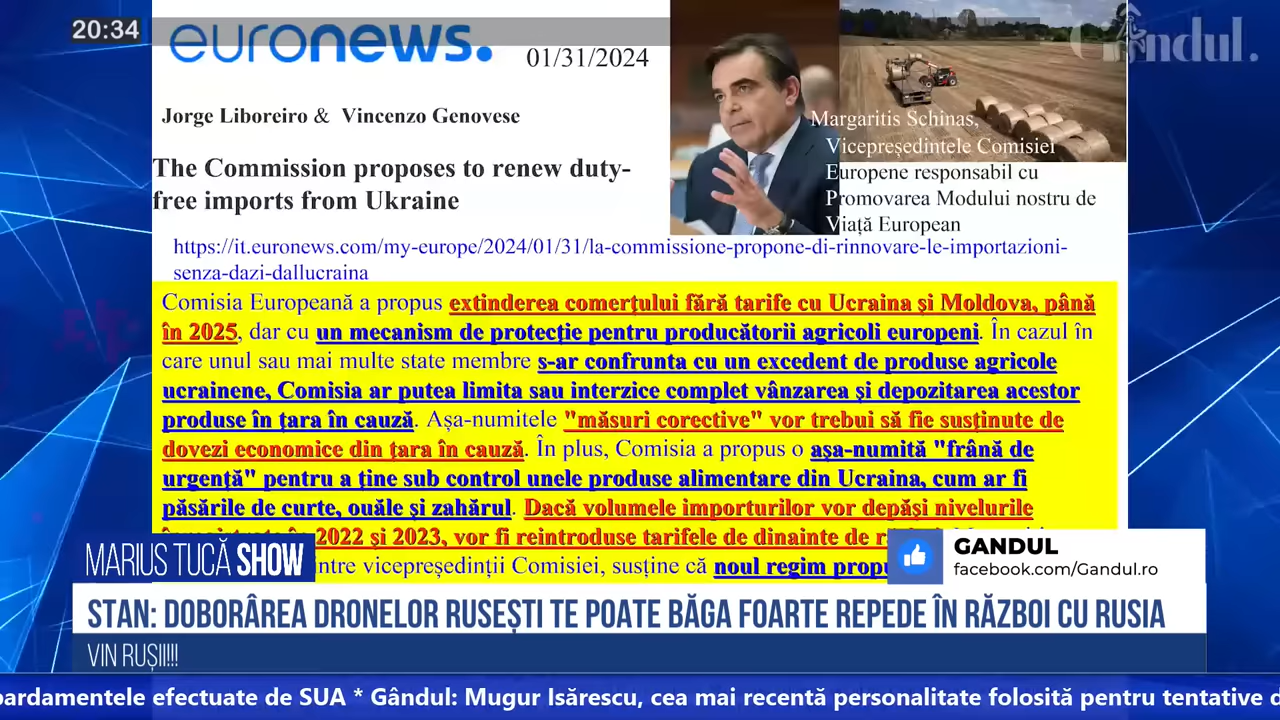 20:34
euronews.
01/31/2024
Gândul.
Jorge Liboreiro & Vincenzo Genovese
The Commission proposes to renew duty-
free imports from Ukraine
Margaritis Schinas,
Vicepreședintele Comisiei
Europene responsabil cu
Promovarea Modului nostru de
Viață European
https://it.euronews.com/my-europe/2024/01/31/la-commissione-propone-di-rinnovare-le-importazioni-
senza-dazi-dallucraina
Comisia Europeană a propus extinderea comerțului fără tarife cu Ucraina și Moldova, până
în 2025, dar cu un mecanism de protecție pentru producătorii agricoli europeni. În cazul în
care unul sau mai multe state membre s-ar confrunta cu un excedent de produse agricole
ucrainene, Comisia ar putea limita sau interzice complet vânzarea și depozitarea acestor
produse în țara în cauză. Așa-numitele "măsuri corective" vor trebui să fie susținute de
dovezi economice din țara în cauză. În plus, Comisia a propus o așa-numită "frână de
urgență" pentru a ține sub control unele produse alimentare din Ucraina, cum ar fi
păsările de curte, ouăle și zahărul. Dacă volumele importurilor vor depăși nivelurile
2022 și 2023, vor fi reintroduse tarifele de dinainte de
vicepreședinții Comisiei, susține că noul regim
MARIUS TUCĂ SHOW
GANDUL
facebook.com/Gandul.ro
STAN: DOBORÂREA DRONELOR RUSEȘTI TE POATE BĂGA FOARTE REPEDE ÎN RĂZBOI CU RUSIA
VIN RUȘII!!!
efectuate de SUA * Gândul: Mugur Isărescu, cea mai recentă personalitate folosită pentru tentative